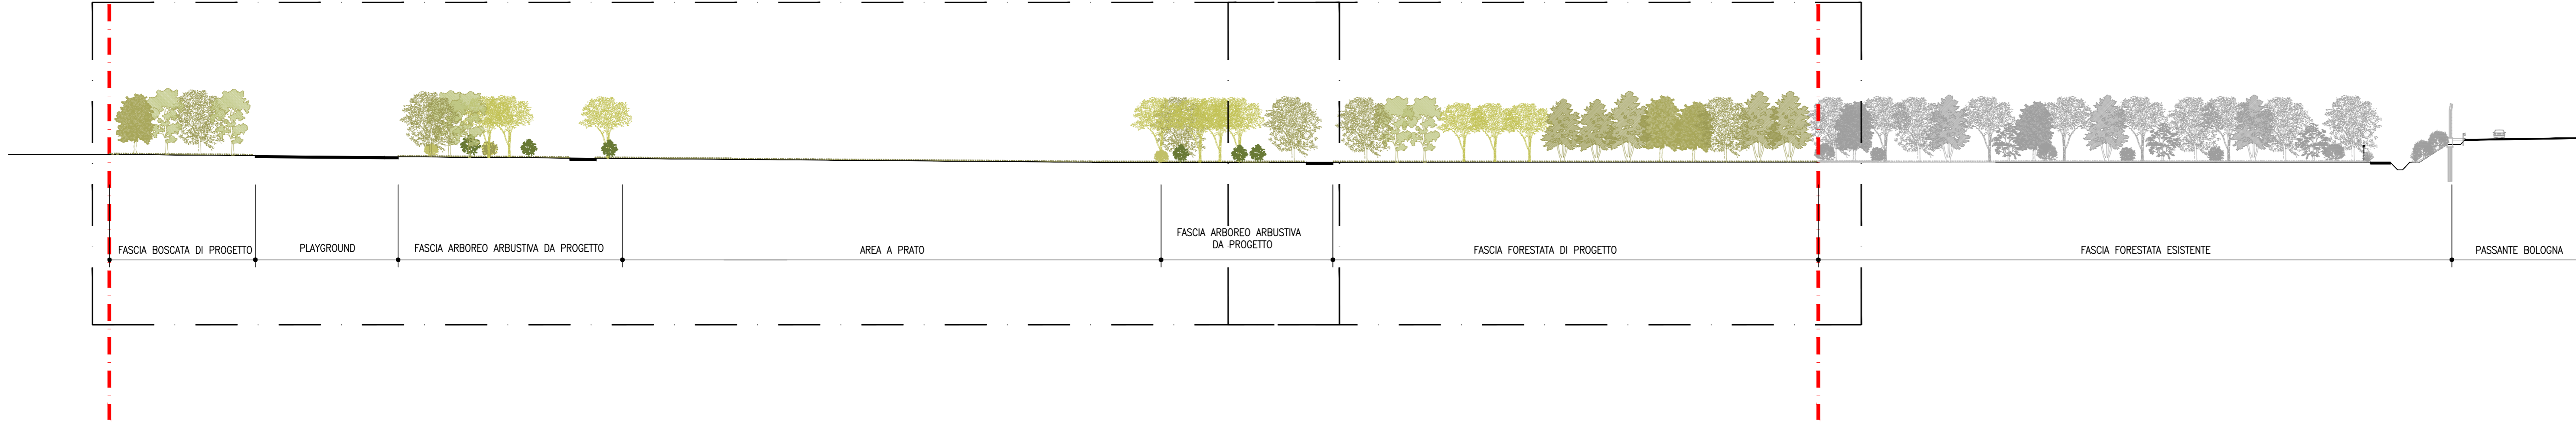 FASCIA BOSCATA DI PROGETTO
PLAYGROUND
FASCIA ARBOREO ARBUSTIVA DA PROGETTO
AREA A PRATO
FASCIA ARBOREO ARBUSTIVA
DA PROGETTO
FASCIA FORESTATA DI PROGETTO
FASCIA FORESTATA ESISTENTE
PASSANTE BOLOGNA